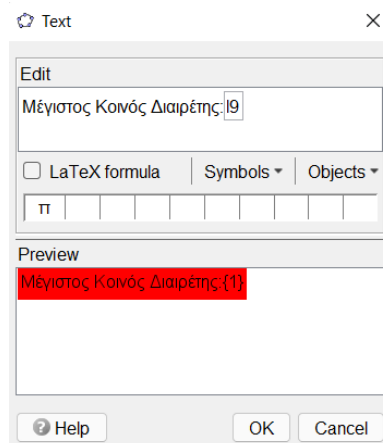 Text
Edit
Μέγιστος Κοινός Διαιρέτης: l9
LaTeX formula Symbols Objects
π
Preview
Μέγιστος Κοινός Διαιρέτης:{1}
Help OK Cancel